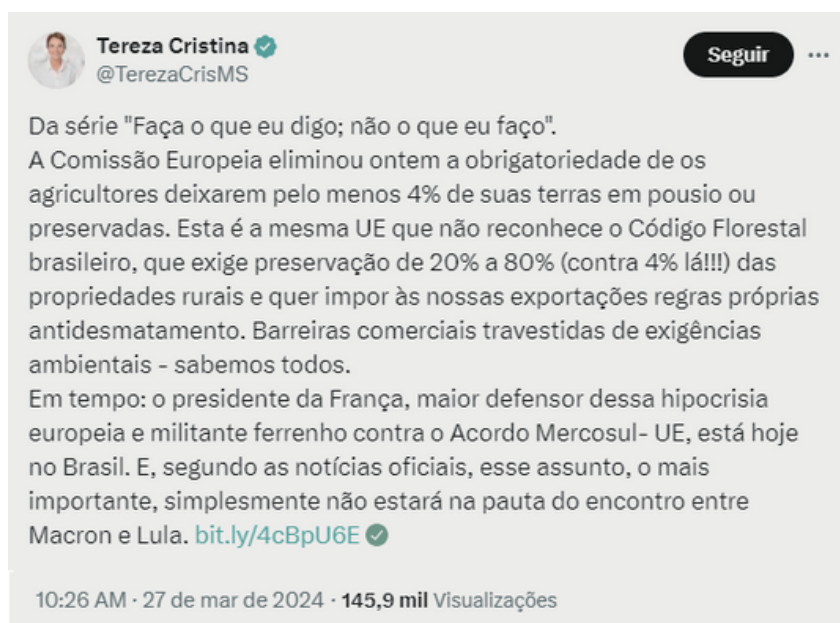 Tereza Cristina
@TerezaCrisMS
Seguir
Da série "Faça o que eu digo; não o que eu faço".
A Comissão Europeia eliminou ontem a obrigatoriedade de os
agricultores deixarem pelo menos 4% de suas terras em pousio ou
preservadas. Esta é a mesma UE que não reconhece o Código Florestal
brasileiro, que exige preservação de 20% a 80% (contra 4% lá!!!) das
propriedades rurais e quer impor às nossas exportações regras próprias
antidesmatamento. Barreiras comerciais travestidas de exigências
ambientais - sabemos todos.
Em tempo: o presidente da França, maior defensor dessa hipocrisia
europeia e militante ferrenho contra o Acordo Mercosul- UE, está hoje
no Brasil. E, segundo as notícias oficiais, esse assunto, o mais
importante, simplesmente não estará na pauta do encontro entre
Macron e Lula. bit.ly/4cBpU6E
10:26 AM · 27 de mar de 2024 · 145,9 mil Visualizações